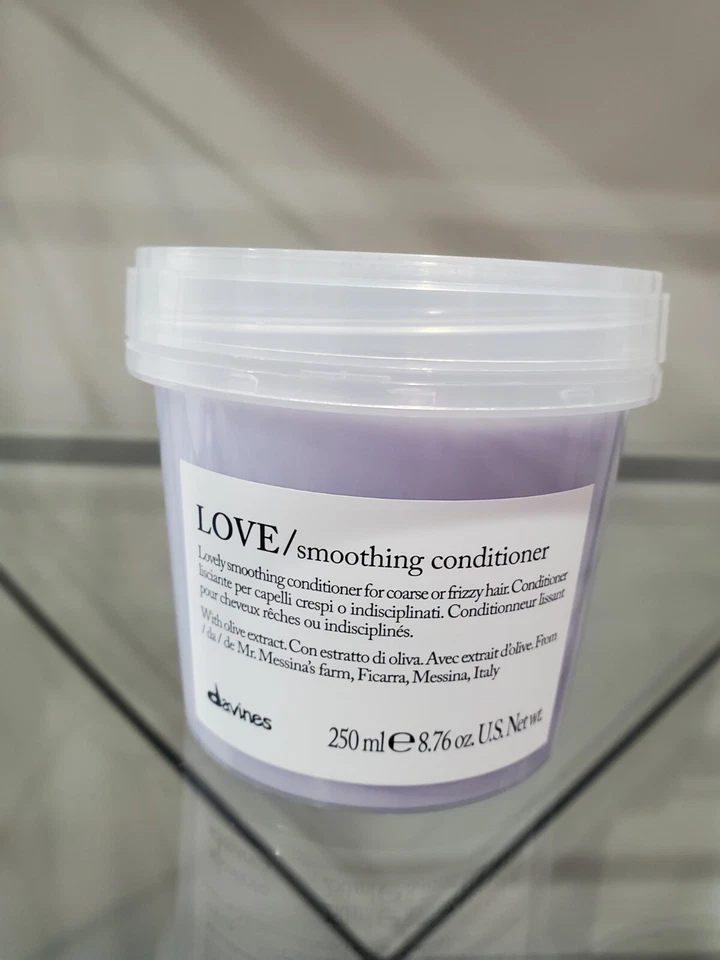 LOVE/smoothing conditioner
Lovely smoothing conditioner for coarse or frizzy hair. Conditioner
lisciante per capelli crespi o indisciplinati. Conditionneur lissant
pour cheveux rêches ou indisciplinés.
With olive extract. Con estratto di oliva. Avec extrait d'olive. From
/ da / de Mr. Messina's farm, Ficarra, Messina, Italy
davines
250 ml ℮ 8.76 oz. U.S. Net wt.